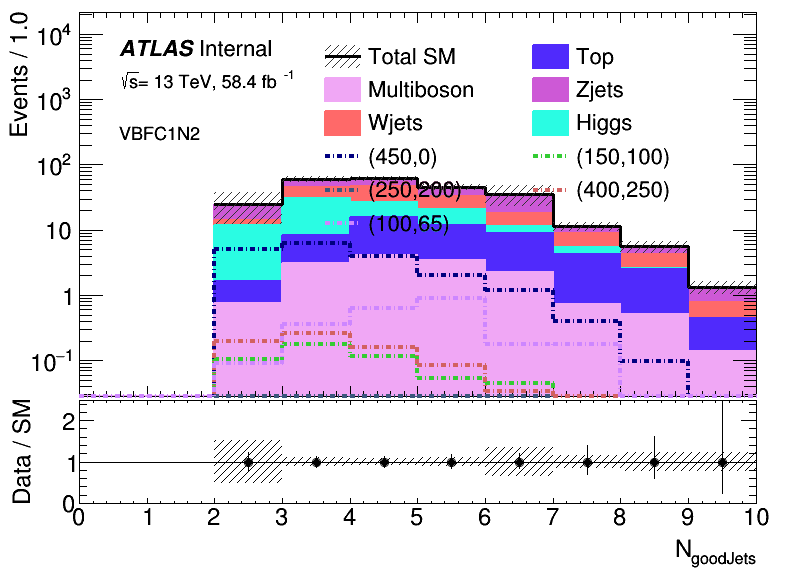 Events / 1.0
10⁴
10³
10²
10
1
10⁻¹
ATLAS Internal
√s= 13 TeV, 58.4 fb⁻¹
VBFC1N2
Total SM
Top
Multiboson
Zjets
Wjets
Higgs
(450,0)
(150,100)
(250,200)
(400,250)
(100,65)
Data / SM
2
1
0
0 1 2 3 4 5 6 7 8 9 10
N_goodJets